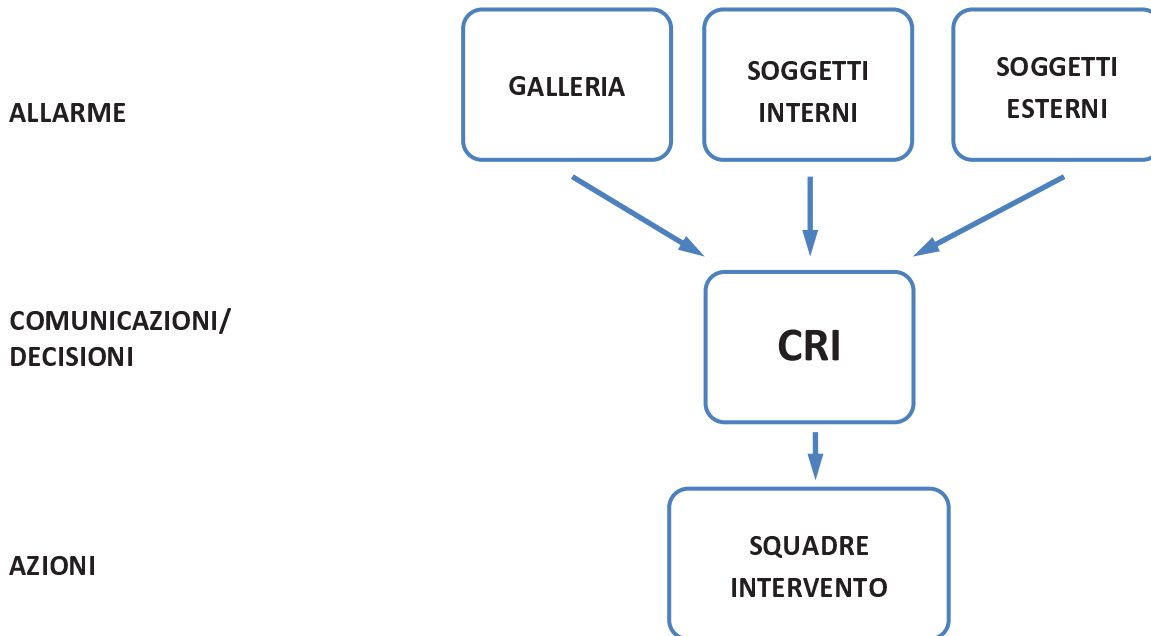 ALLARME
GALLERIA
SOGGETTI
INTERNI
SOGGETTI
ESTERNI
COMUNICAZIONI/
DECISIONI
CRI
AZIONI
SQUADRE
INTERVENTO